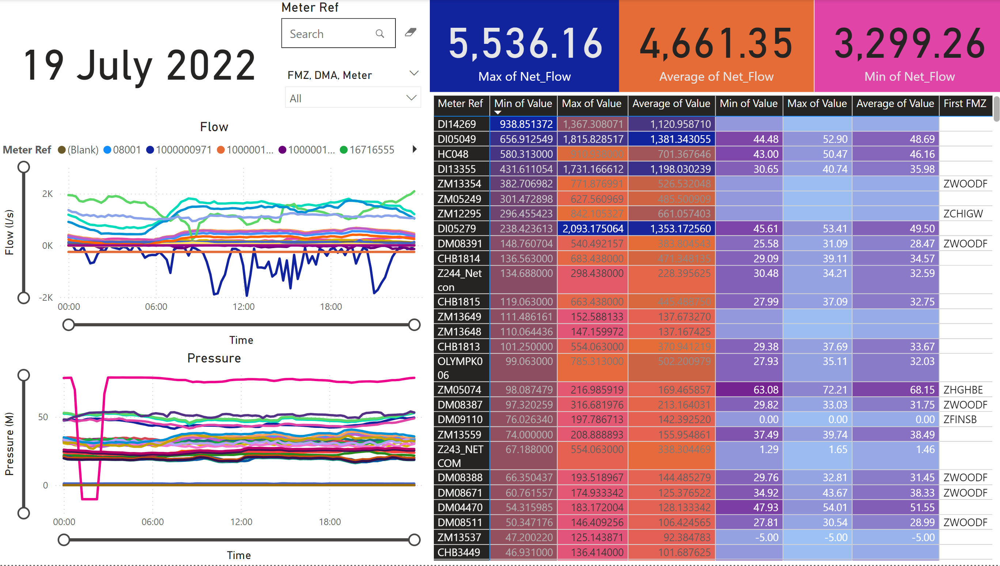 Meter Ref
Search
19 July 2022
FMZ, DMA, Meter
All
5,536.16
Max of Net_Flow
4,661.35
Average of Net_Flow
3,299.26
Min of Net_Flow
Flow
Meter Ref (Blank) 08001 1000000971 1000001... 1000001... 16716555
Flow (l/s)
2K
0K
-2K
00:00 06:00 12:00 18:00
Time
Pressure
Pressure (M)
50
0
00:00 06:00 12:00 18:00
Time
Meter Ref Min of Value Max of Value Average of Value Min of Value Max of Value Average of Value First FMZ
DI14269 938.851372 1,367.308071 1,120.958710
DI05049 656.912549 1,815.828517 1,381.343055 44.48 52.90 48.69
HC048 580.313000 910.938000 701.367646 43.00 50.47 46.16
DI13355 431.611054 1,731.166612 1,198.030239 30.65 40.74 35.98
ZM13354 382.706982 771.876991 526.532048 ZWOODF
ZM05249 301.472898 627.560969 485.500909
ZM12295 296.455423 842.105327 661.057403 ZCHIGW
DI05279 238.423613 2,093.175064 1,353.172560 45.61 53.41 49.50
DM08391 148.760704 540.492157 383.804543 25.58 31.09 28.47 ZWOODF
CHB1814 136.563000 683.438000 471.348135 29.09 39.11 34.57
Z244_Net 134.688000 298.438000 228.395625 30.48 34.21 32.59
con
CHB1815 119.063000 663.438000 445.488750 27.99 37.09 32.75
ZM13649 111.486161 152.588133 137.673270
ZM13648 110.064436 147.159972 137.167425
CHB1813 101.250000 554.063000 370.941219 29.38 37.69 33.67
OLYMPK0 99.063000 785.313000 502.200979 27.93 35.11 32.03
06
ZM05074 98.087479 216.985919 169.465857 63.08 72.21 68.15 ZHGHBE
DM08387 97.320259 316.681976 213.164031 29.82 33.03 31.75 ZWOODF
DM09110 76.026340 197.786713 142.392520 0.00 0.00 0.00 ZFINSB
ZM13559 74.000000 208.888893 155.954861 37.49 39.74 38.49
Z243_NET 67.188000 554.063000 338.304469 1.29 1.65 1.46
COM
DM08388 66.350437 193.518967 144.485279 29.76 32.81 31.45 ZWOODF
DM08671 60.761557 174.933342 125.376522 34.92 43.67 38.33 ZWOODF
DM04470 54.315985 183.172004 128.133342 47.93 54.01 51.55
DM08511 50.347176 146.409256 106.424565 27.81 30.54 28.99 ZWOODF
ZM13537 47.200220 125.143871 92.384783 -5.00 -5.00 -5.00
CHB3449 46.931000 136.414000 101.687625